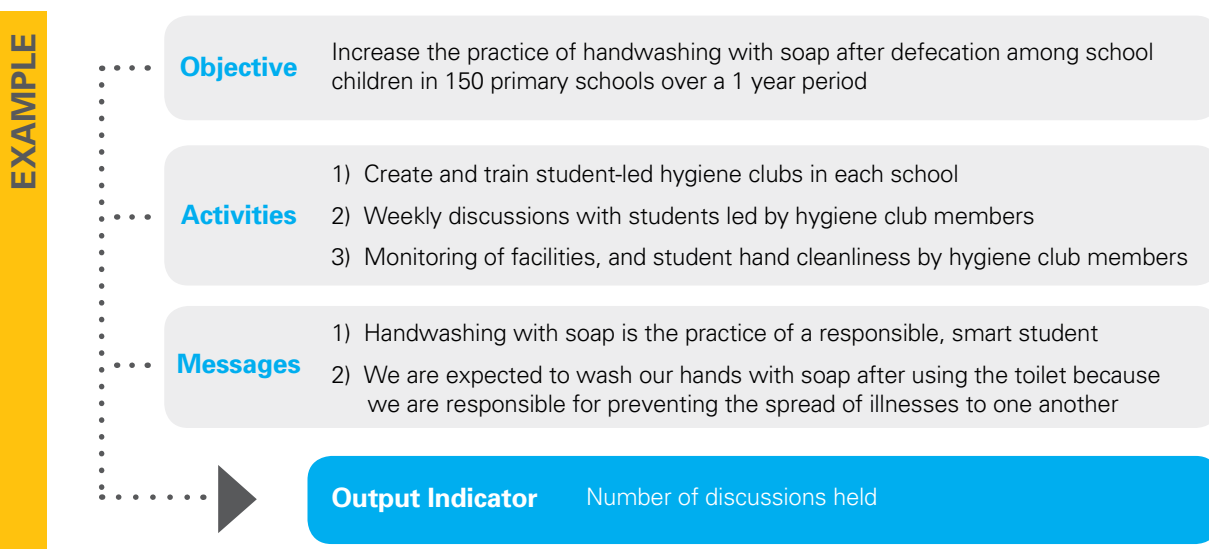 EXAMPLE
Objective
Increase the practice of handwashing with soap after defecation among school
children in 150 primary schools over a 1 year period
Activities
1) Create and train student-led hygiene clubs in each school
2) Weekly discussions with students led by hygiene club members
3) Monitoring of facilities, and student hand cleanliness by hygiene club members
Messages
1) Handwashing with soap is the practice of a responsible, smart student
2) We are expected to wash our hands with soap after using the toilet because
we are responsible for preventing the spread of illnesses to one another
Output Indicator Number of discussions held